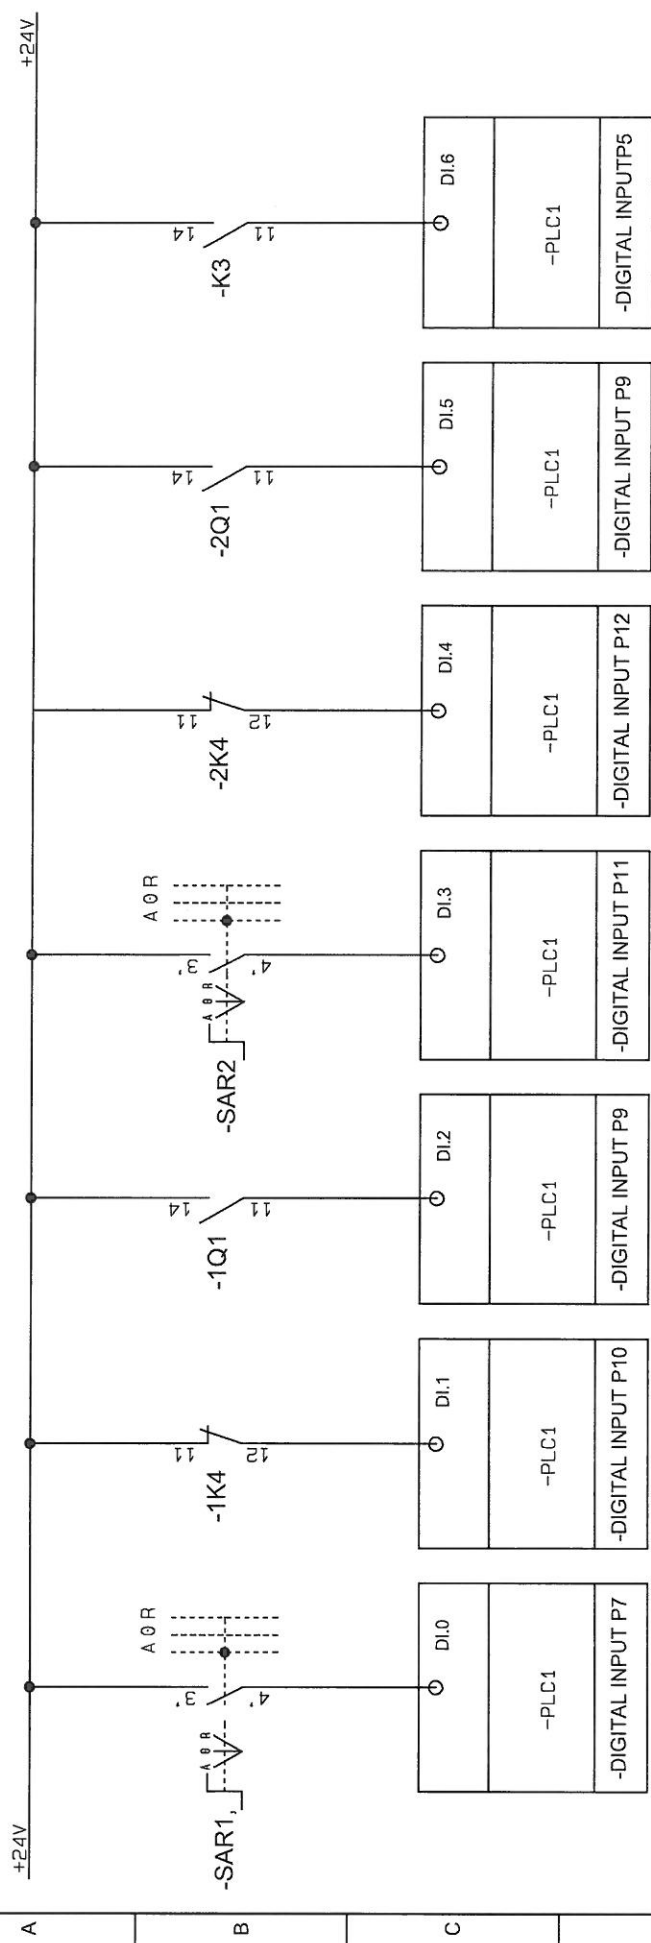 +24V
+24V
A
B
C
A 0 R
A 0 R
-SAR1,
3'
4'
11
-1K4
12
14
-1Q1
11
A 0 R
A 0 R
-SAR2
3'
4'
11
-2K4
12
14
-2Q1
11
14
-K3
11
DI.0
-PLC1
-DIGITAL INPUT P7
DI.1
-PLC1
-DIGITAL INPUT P10
DI.2
-PLC1
-DIGITAL INPUT P9
DI.3
-PLC1
-DIGITAL INPUT P11
DI.4
-PLC1
-DIGITAL INPUT P12
DI.5
-PLC1
-DIGITAL INPUT P9
DI.6
-PLC1
-DIGITAL INPUTP5